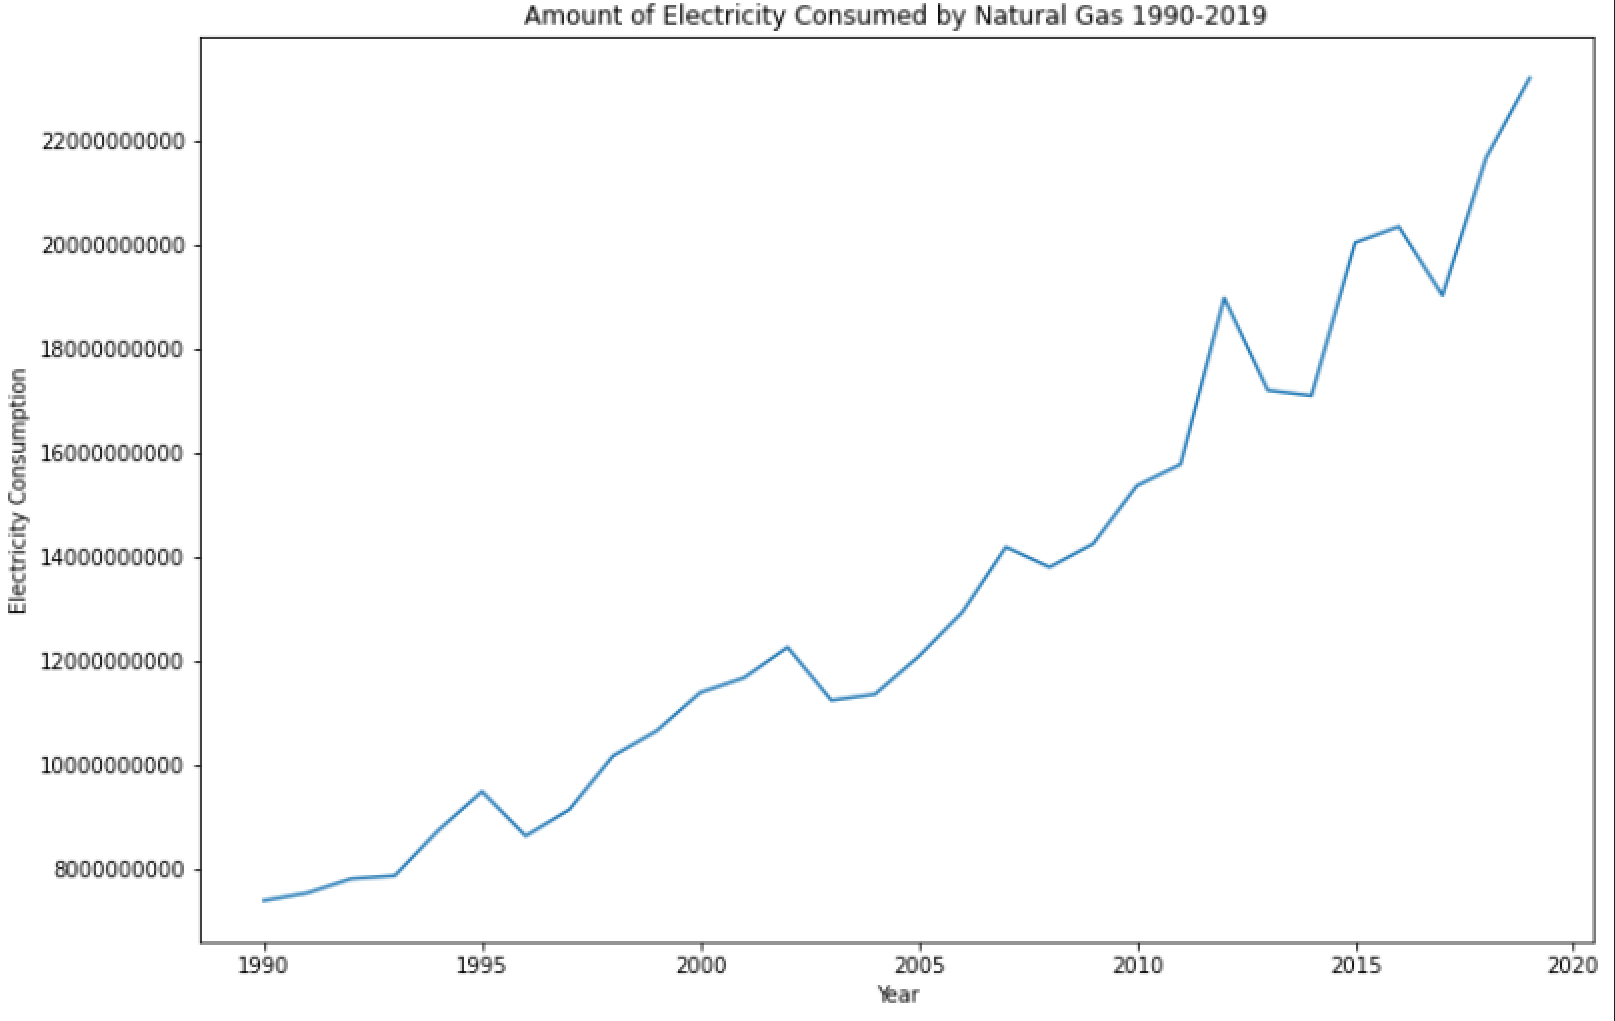 Amount of Electricity Consumed by Natural Gas 1990-2019
22000000000
20000000000
18000000000
16000000000
14000000000
12000000000
10000000000
8000000000
Electricity Consumption
1990 1995 2000 2005 2010 2015 2020
Year